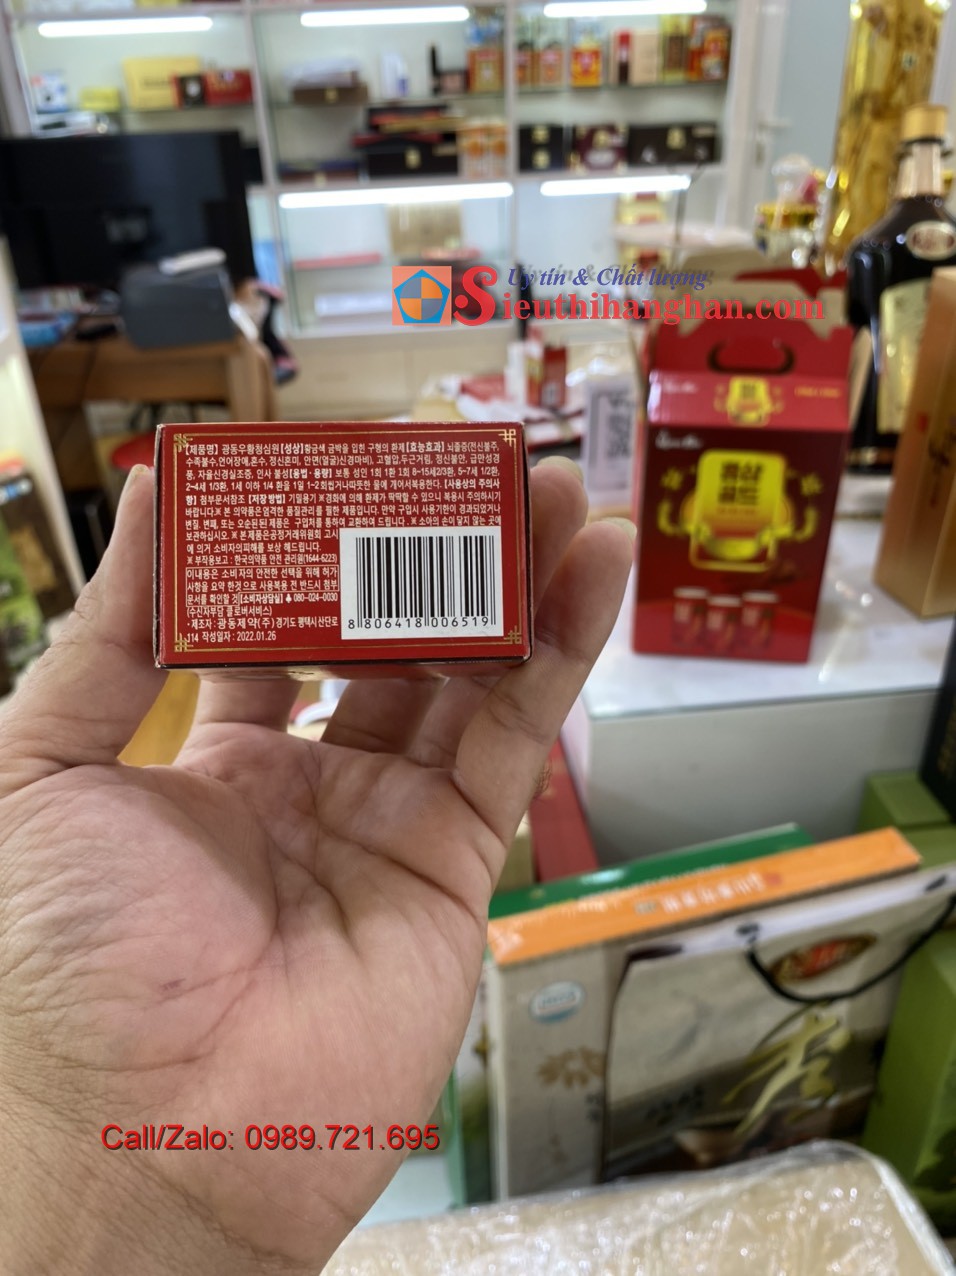 Uy tín & Chất lượng
Sieuthihanghan.com
[제품명] 광동우황청심원 [성상]황금색 금박을 입힌 구형의 환제[효능효과] 뇌졸중(전신불수,
수족불수,언어장애,혼수, 정신혼미, 안면(얼굴)신경마비), 고혈압,두근거림, 정신불안, 급만성경
풍, 자율신경실조증, 인사 불성[용법·용량] 보통 성인 1회 1환 1회 8-15세2/3환, 5-7세 1/2환,
2-4세 1/3환, 1세 이하 1/4 환을 1일 1-2회씹거나따뜻한 물에 개어서복용한다. [사용상의 주의사
항] 첨부문서참조 [저장방법] 기밀용기 ※경화에 의해 환제가 딱딱할 수 있으니 복용시 주의하시기
바랍니다※ 본 의약품은엄격한 품질관리를 필한 제품입니다. 만약 구입시 사용기한이 경과되었거나
변질, 변패, 또는 오손된된 제품은 구입처를 통하여 교환하여 드립니다. ※ 소아의 손이 닿지 않는 곳에
보관하십시오. ※ 본제품은공정거래위원회 고시
에 의거 소비자의피해를 보상 해드립니다.
※ 부작용보고 : 한국의약품 안전 관리원(1644-6223)
이내용은 소비자의 안전한 선택을 위해 허가
사항을 요약 한것으로 사용복용 전 반드시 첨부
문서를 확인할 것 [소비자상담실] 080-024-0030
(수신자부담 클로버서비스)
• 제조자 : 광동제약(주) 경기도 평택시산단로
114 작성일자 : 2022.01.26
8 806418 006519
홍삼
골드
Call/Zalo: 0989.721.695